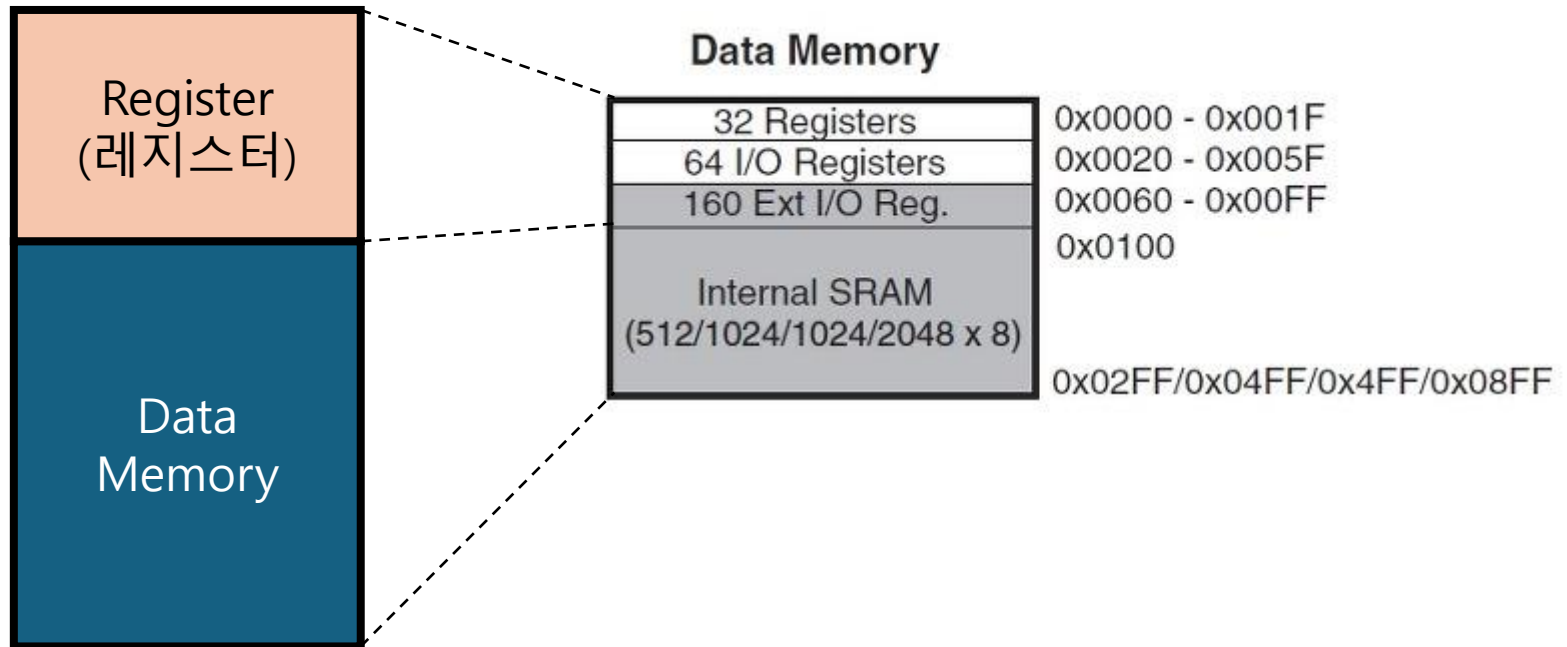 Register
(레지스터)
Data
Memory
Data Memory
32 Registers
0x0000 - 0x001F
64 I/O Registers
0x0020 - 0x005F
160 Ext I/O Reg.
0x0060 - 0x00FF
0x0100
Internal SRAM
(512/1024/1024/2048 x 8)
0x02FF/0x04FF/0x4FF/0x08FF